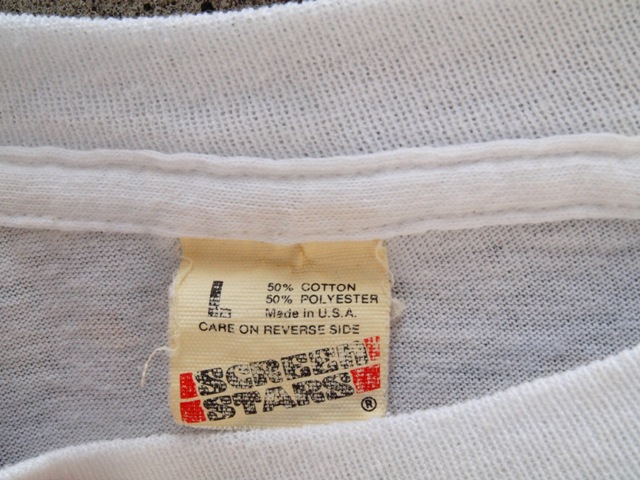 L
50% COTTON
50% POLYESTER
Made in U.S.A.
CARE ON REVERSE SIDE
SCREEN
STARS
®